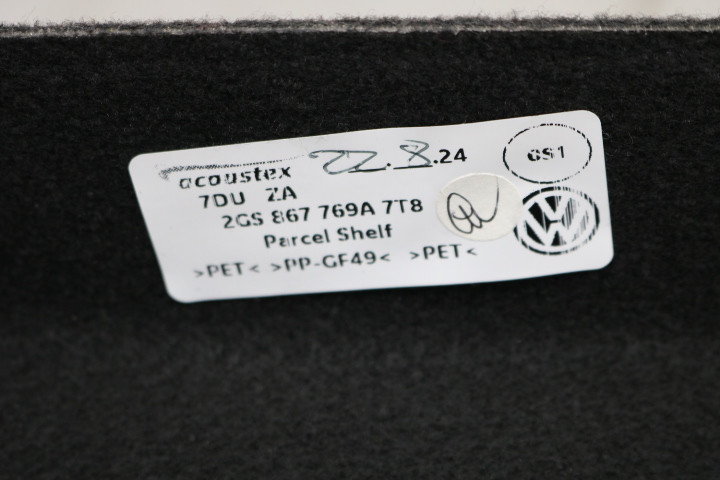 acoustex 22.8.24 GS1
7DU ZA
2GS 867 769A 7T8
Parcel Shelf
>PET< >PP-GF49< >PET<